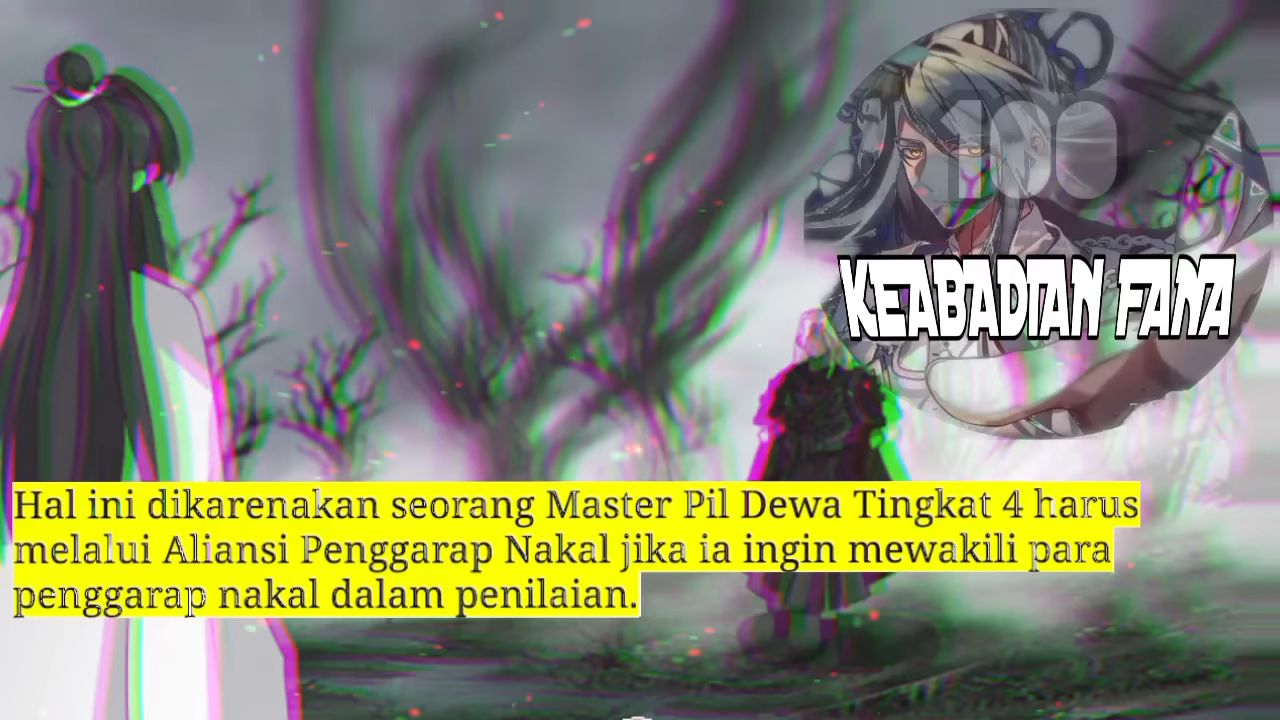 100
KEABADIAN FANA
Hal ini dikarenakan seorang Master Pil Dewa Tingkat 4 harus
melalui Aliansi Penggarap Nakal jika ia ingin mewakili para
penggarap nakal dalam penilaian.